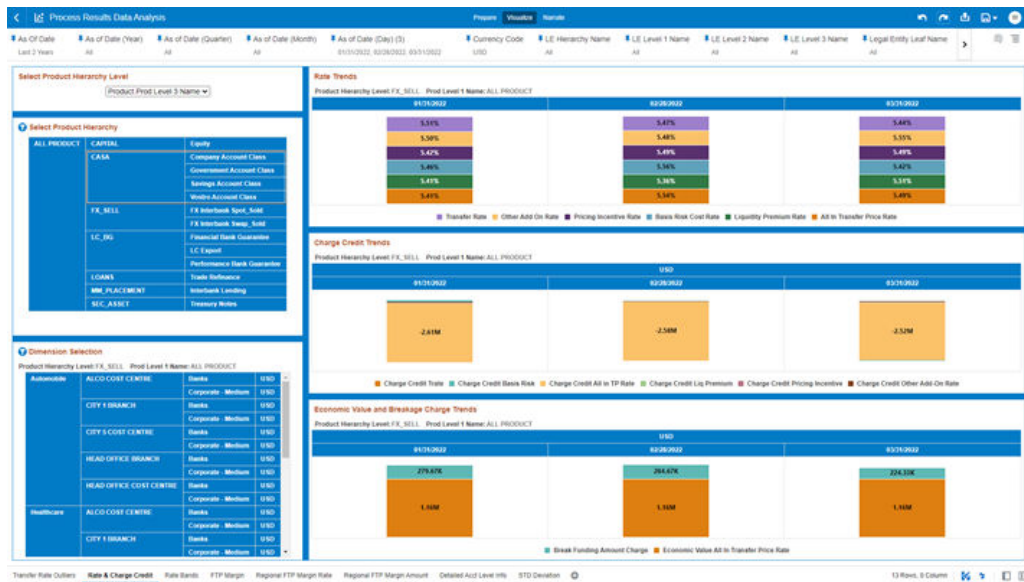 Process Results Data Analysis
Prepare Visualize Narrate
As Of Date
Last 2 Years
As of Date (Year)
All
As of Date (Quarter)
All
As of Date (Month)
All
As of Date (Day) (3)
01/31/2022, 02/28/2022, 03/31/2022
Currency Code
USD
LE Hierarchy Name
All
LE Level 1 Name
All
LE Level 2 Name
All
LE Level 3 Name
All
Legal Entity Leaf Name
All
Select Product Hierarchy Level
Product Prod Level 3 Name
Select Product Hierarchy
ALL PRODUCT CAPITAL Equity
CASA Company Account Class
Government Account Class
Savings Account Class
Vostro Account Class
FX_SELL FX Interbank Spot_Sold
FX Interbank Swap_Sold
LC_BG Financial Bank Guarantee
LC Export
Performance Bank Guarantee
LOANS Trade Refinance
MM_PLACEMENT Interbank Lending
SEC_ASSET Treasury Notes
Dimension Selection
Product Hierarchy Level: FX_SELL Prod Level 1 Name: ALL PRODUCT
Automobile ALCO COST CENTRE Banks USD
Corporate - Medium USD
CITY 1 BRANCH Banks USD
Corporate - Medium USD
CITY 5 COST CENTRE Banks USD
Corporate - Medium USD
HEAD OFFICE BRANCH Banks USD
Corporate - Medium USD
HEAD OFFICE COST CENTRE Banks USD
Corporate - Medium USD
Healthcare ALCO COST CENTRE Banks USD
Corporate - Medium USD
CITY 1 BRANCH Banks USD
Corporate - Medium USD
Rate Trends
Product Hierarchy Level: FX_SELL Prod Level 1 Name: ALL PRODUCT
01/31/2022 02/28/2022 03/31/2022
5.51% 5.47% 5.44%
5.50% 5.48% 5.55%
5.42% 5.49% 5.49%
5.46% 5.56% 5.42%
5.41% 5.36% 5.51%
5.41% 5.54% 5.49%
Transfer Rate Other Add On Rate Pricing Incentive Rate Basis Risk Cost Rate Liquidity Premium Rate All In Transfer Price Rate
Charge Credit Trends
Product Hierarchy Level: FX_SELL Prod Level 1 Name: ALL PRODUCT
USD
01/31/2022 02/28/2022 03/31/2022
-2.61M -2.50M -2.52M
Charge Credit Trate Charge Credit Basis Risk Charge Credit All in TP Rate Charge Credit Liq Premium Charge Credit Pricing Incentive Charge Credit Other Add-On Rate
Economic Value and Breakage Charge Trends
Product Hierarchy Level: FX_SELL Prod Level 1 Name: ALL PRODUCT
USD
01/31/2022 02/28/2022 03/31/2022
279.67K 204.67K 224.33K
1.16M 1.16M 1.16M
Break Funding Amount Charge Economic Value All In Transfer Price Rate
Transfer Rate Outliers Rate & Charge Credit Rate Bands FTP Margin Regional FTP Margin Rate Regional FTP Margin Amount Detailed Acct Level Info STD Deviation
13 Rows, 8 Column